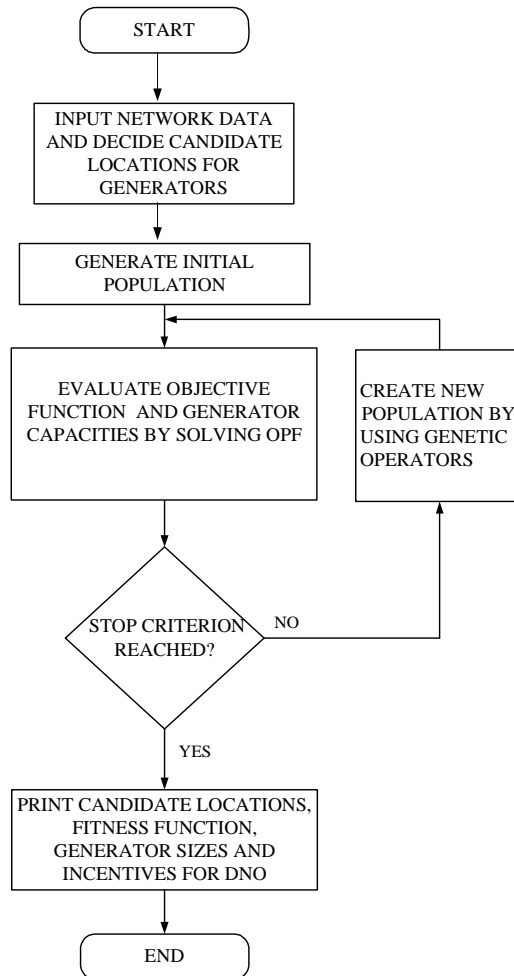 START
INPUT NETWORK DATA
AND DECIDE CANDIDATE
LOCATIONS FOR
GENERATORS
GENERATE INITIAL
POPULATION
EVALUATE OBJECTIVE
FUNCTION AND GENERATOR
CAPACITIES BY SOLVING OPF
CREATE NEW
POPULATION BY
USING GENETIC
OPERATORS
STOP CRITERION
REACHED?
NO
YES
PRINT CANDIDATE LOCATIONS,
FITNESS FUNCTION,
GENERATOR SIZES AND
INCENTIVES FOR DNO
END